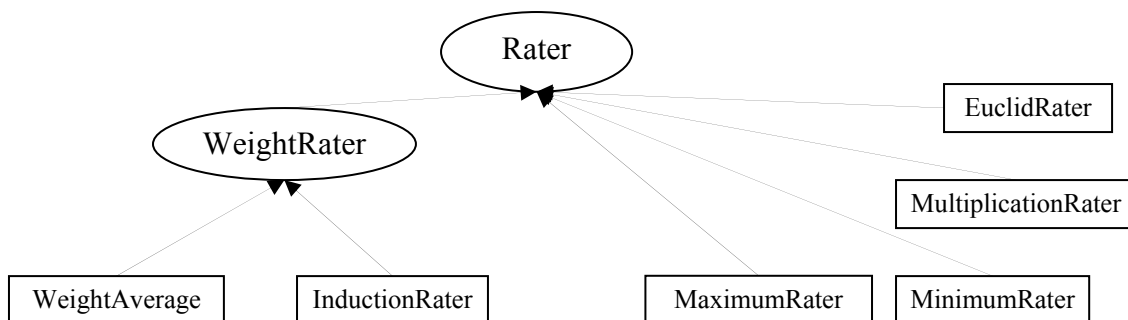 Rater
EuclidRater
WeightRater
MultiplicationRater
WeightAverage
InductionRater
MaximumRater
MinimumRater